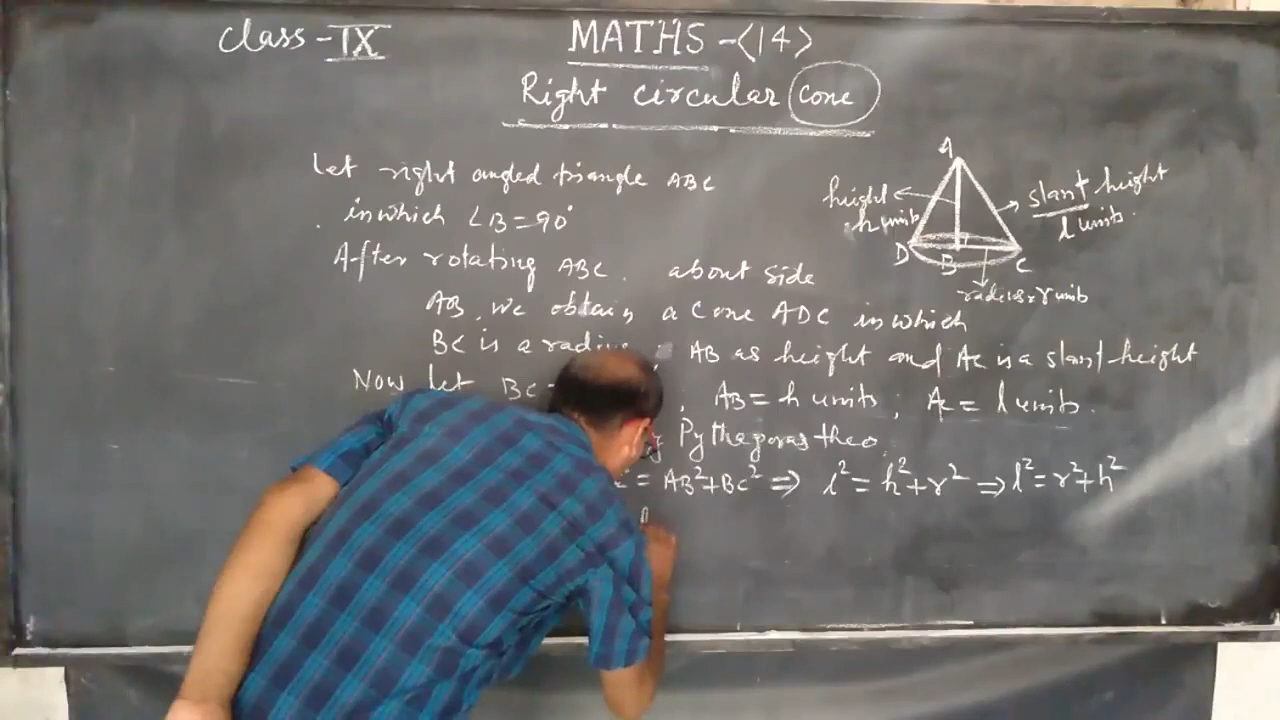 Class-IX
MATHS-<14>
Right circular cone
Let right angled triangle ABC
in which ∠B=90°
After rotating ABC. about side
AB, we obtain a Cone ADC in which
BC is a radius; AB as height and AC is a slant height
Now let BC=, AB = h units; AC = l units.
Pythagoras theo.
= AB²+BC² ⇒ l²=h²+r² ⇒ l²=r²+h²
A
height
h units
slant height
l units.
D
B
C
radius=r units